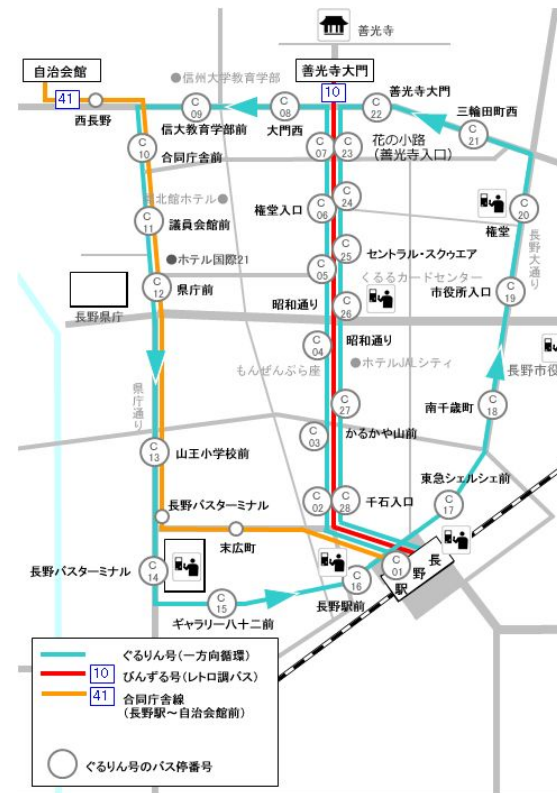 善光寺
自治会館
41
西長野
●信州大学教育学部
善光寺大門
10
善光寺大門
C 22
三輪田町西
C 21
C 09
信大教育学部前
C 08
大門西
C 07
C 23
花の小路
(善光寺入口)
C 10
合同庁舎前
北館ホテル●
C 24
権堂入口
C 06
C 20
権堂
長野大通り
C 11
議員会館前
C 25
セントラル・スクゥエア
●ホテル国際21
C 05
くるるカードセンター
C 12
県庁前
C 26
市役所入口
C 19
長野県庁
昭和通り
C 04
昭和通り
もんぜんぷら座
●ホテルJALシティ
長野市役
県庁通り
C 27
南千歳町
C 18
C 03
かるかや山前
C 13
山王小学校前
東急シェルシェ前
C 17
C 02
C 28
千石入口
長野バスターミナル
末広町
長野バスターミナル
C 14
C 16
長野駅前
C 01
長野駅
C 15
ギャラリー八十二前
ぐるりん号(一方向循環)
10 びんずる号(レトロ調バス)
41 合同庁舎線
(長野駅～自治会館前)
ぐるりん号のバス停番号